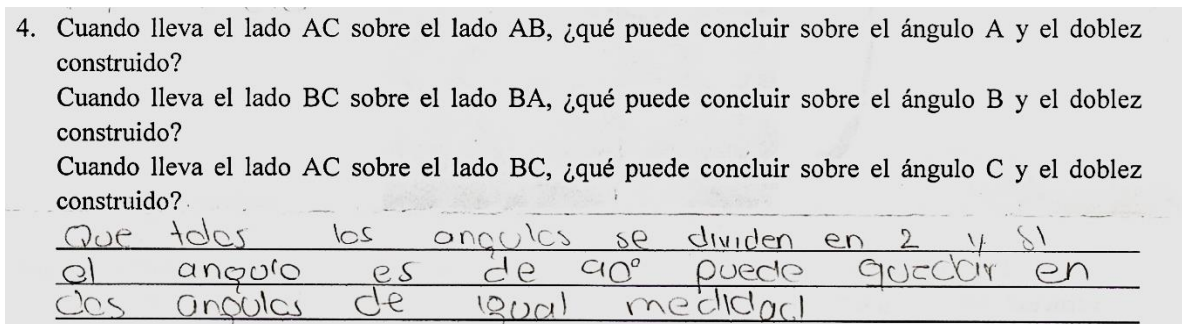 4. Cuando lleva el lado AC sobre el lado AB, ¿qué puede concluir sobre el ángulo A y el doblez
construido?
Cuando lleva el lado BC sobre el lado BA, ¿qué puede concluir sobre el ángulo B y el doblez
construido?
Cuando lleva el lado AC sobre el lado BC, ¿qué puede concluir sobre el ángulo C y el doblez
construido?
Que todos los angulos se dividen en 2 y si
el angulo es de 90° puede quedar en
dos angulos de igual medidad